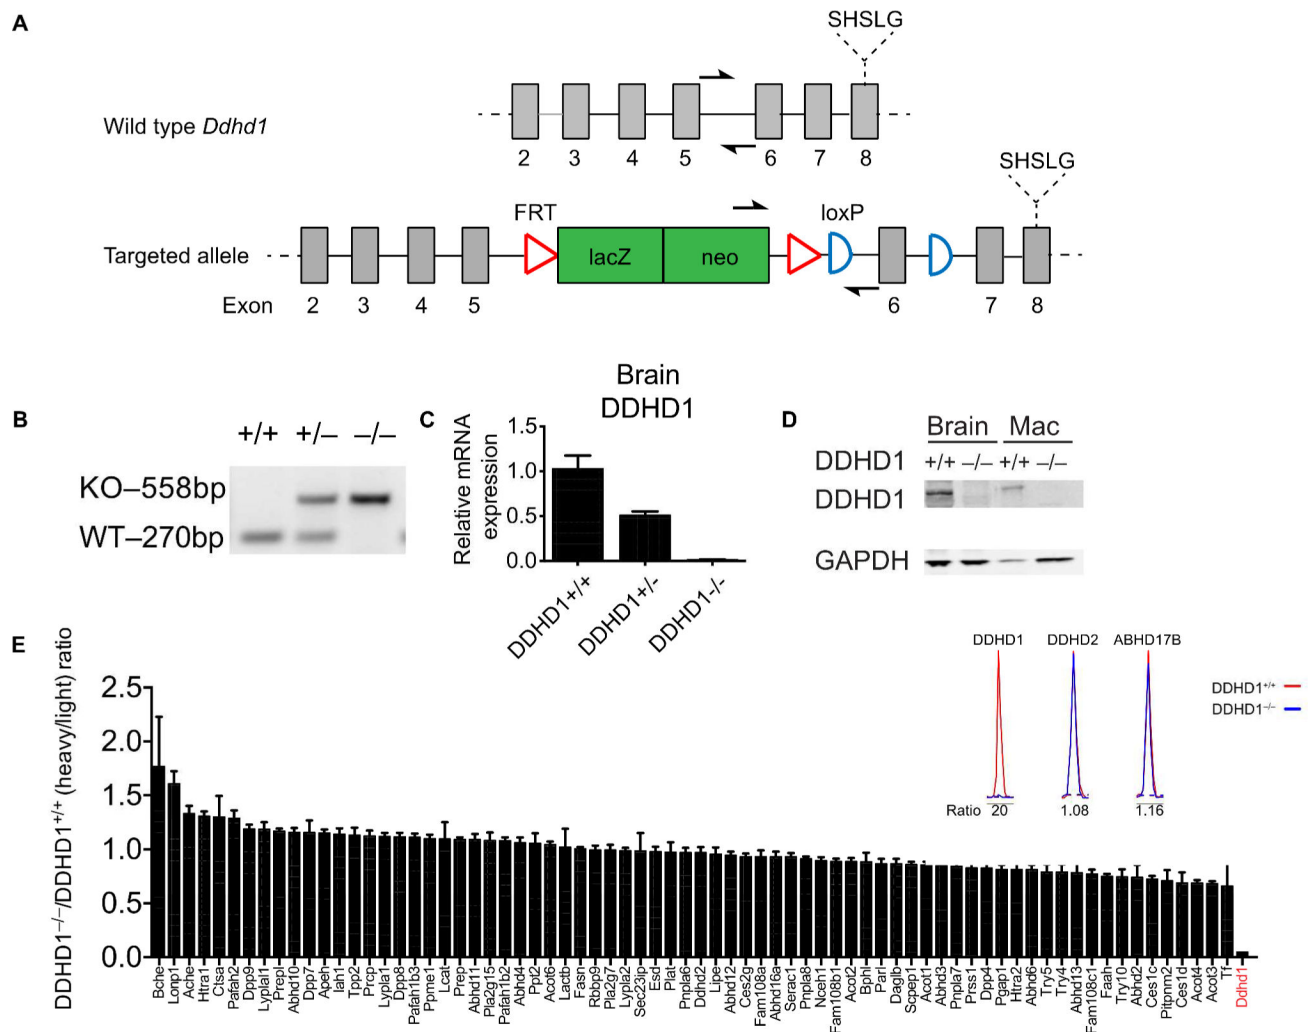 A
SHSLG
Wild type Ddhd1
2 3 4 5 6 7 8
SHSLG
FRT loxP
Targeted allele lacZ neo
Exon 2 3 4 5 6 7 8
B
+/+ +/– –/–
KO–558bp
WT–270bp
C
Brain
DDHD1
Relative mRNA
expression
1.5
1.0
0.5
0.0
DDHD1+/+
DDHD1+/-
DDHD1-/-
D
Brain Mac
DDHD1 +/+ –/– +/+ –/–
DDHD1
GAPDH
E
DDHD1–/–/DDHD1+/+ (heavy/light) ratio
2.5
2.0
1.5
1.0
0.5
0.0
DDHD1 DDHD2 ABHD17B
DDHD1+/+
DDHD1–/–
Ratio 20 1.08 1.16
Bche
Lonp1
Ache
Htra1
Ctsa
Pafah2
Dpp9
Lyplal1
Prepl
Abhd10
Dpp7
Apeh
Iah1
Tpp2
Prcp
Lypla1
Dpp8
Pafah1b3
Ppme1
Lcat
Prep
Abhd11
Pla2g15
Pafah1b2
Abhd4
Ppt2
Acot6
Lactb
Fasn
Rbbp9
Pla2g7
Lypla2
Sec23ip
Esd
Plat
Pnpla6
Ddhd2
Lipe
Abhd12
Ces2g
Fam108a
Abhd16a
Serac1
Pnpla8
Nceh1
Fam108b1
Acot2
Bphl
Parl
Daglb
Scpep1
Acot1
Abhd3
Pnpla7
Prss1
Dpp4
Pgap1
Htra2
Abhd6
Try5
Try4
Abhd13
Fam108c1
Faah
Try10
Abhd2
Ces1c
Pitpnm2
Ces1d
Acot4
Acot3
Tf
Ddhd1